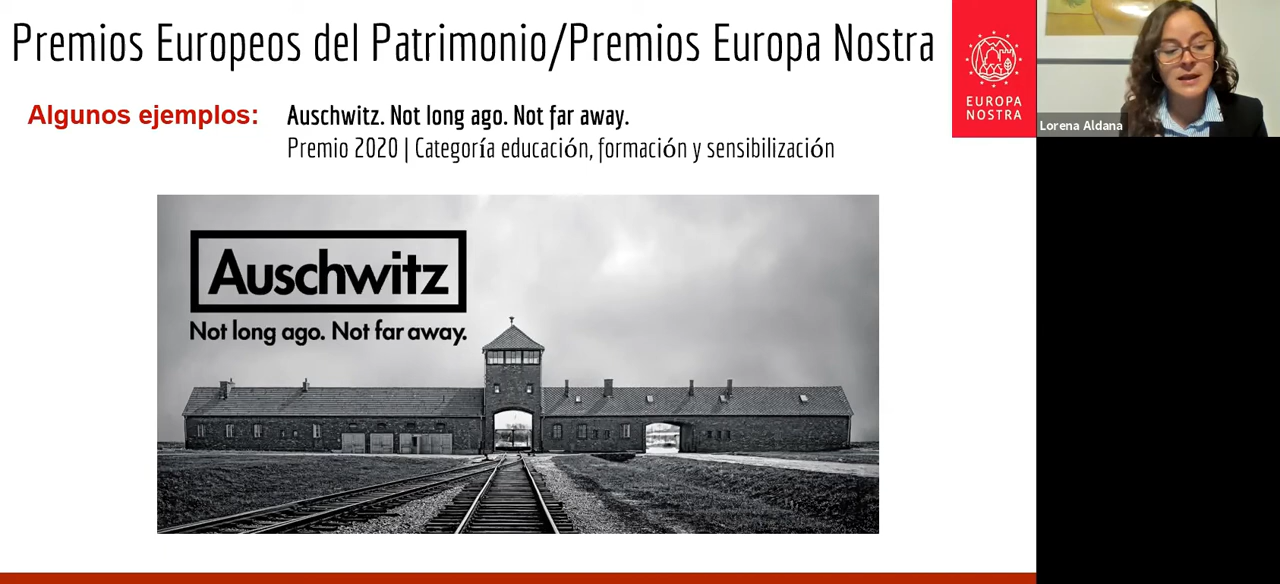 Premios Europeos del Patrimonio/Premios Europa Nostra
EUROPA
NOSTRA
Lorena Aldana
Algunos ejemplos:
Auschwitz. Not long ago. Not far away.
Premio 2020 | Categoría educación, formación y sensibilización
Auschwitz
Not long ago. Not far away.